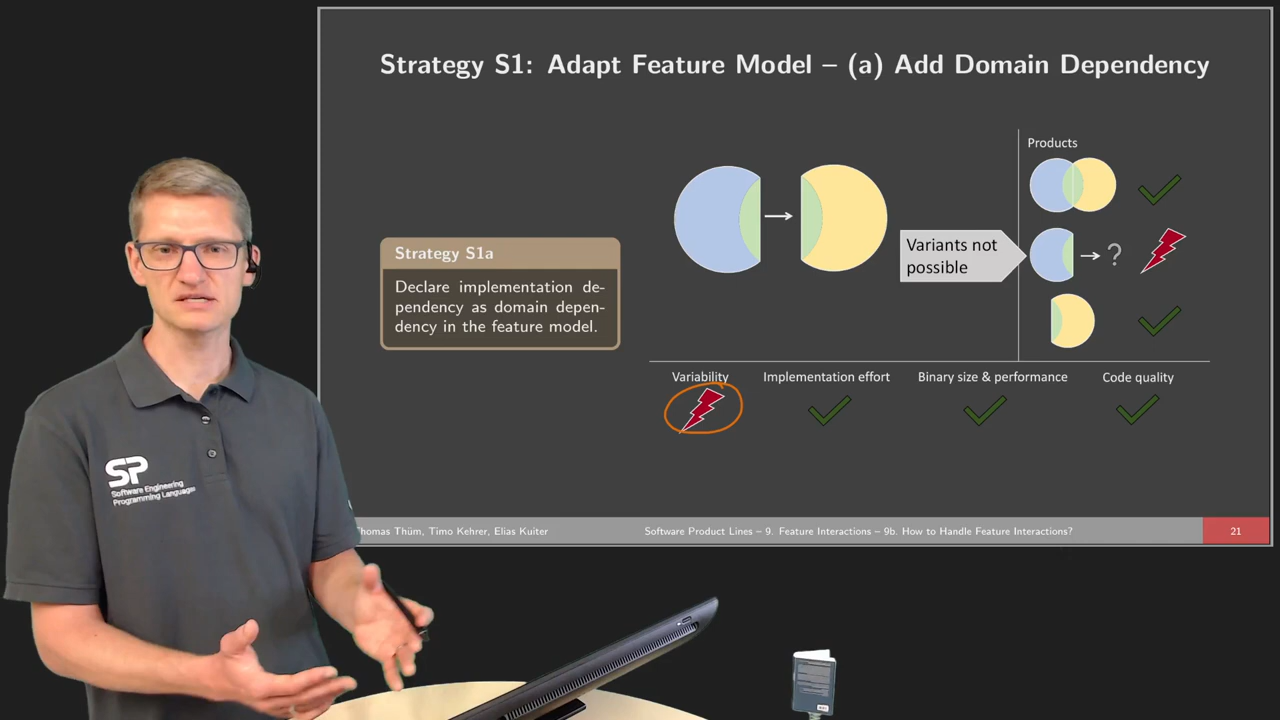 Strategy S1: Adapt Feature Model – (a) Add Domain Dependency
Strategy S1a
Declare implementation de-
pendency as domain depen-
dency in the feature model.
Variants not
possible
Products
?
Variability
Implementation effort
Binary size & performance
Code quality
SP
Software Engineering
Programming Languages
Thomas Thüm, Timo Kehrer, Elias Kuiter
Software Product Lines – 9. Feature Interactions – 9b. How to Handle Feature Interactions?
21